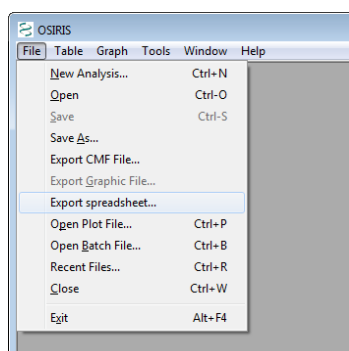 OSIRIS
File Table Graph Tools Window Help
New Analysis... Ctrl+N
Open Ctrl-O
Save Ctrl-S
Save As...
Export CMF File...
Export Graphic File...
Export spreadsheet...
Open Plot File... Ctrl+P
Open Batch File... Ctrl+B
Recent Files... Ctrl+R
Close Ctrl+W
Exit Alt+F4